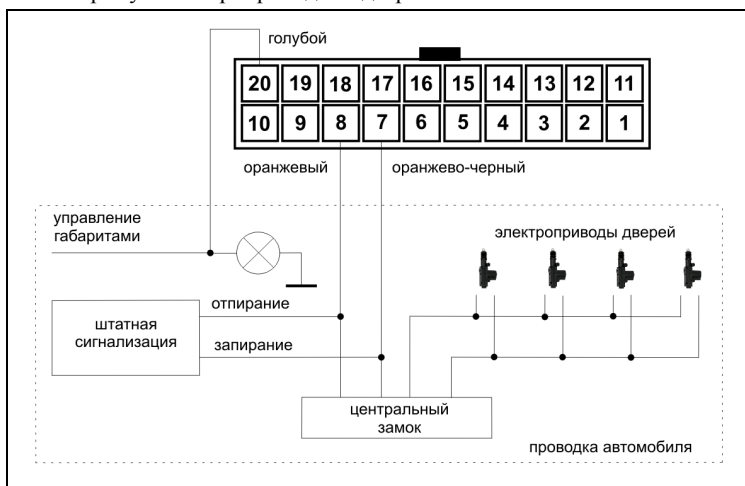 голубой
20 19 18 17 16 15 14 13 12 11
10 9 8 7 6 5 4 3 2 1
оранжевый
оранжево-черный
управление
габаритами
электроприводы дверей
отпирание
штатная
сигнализация
запирание
центральный
замок
проводка автомобиля